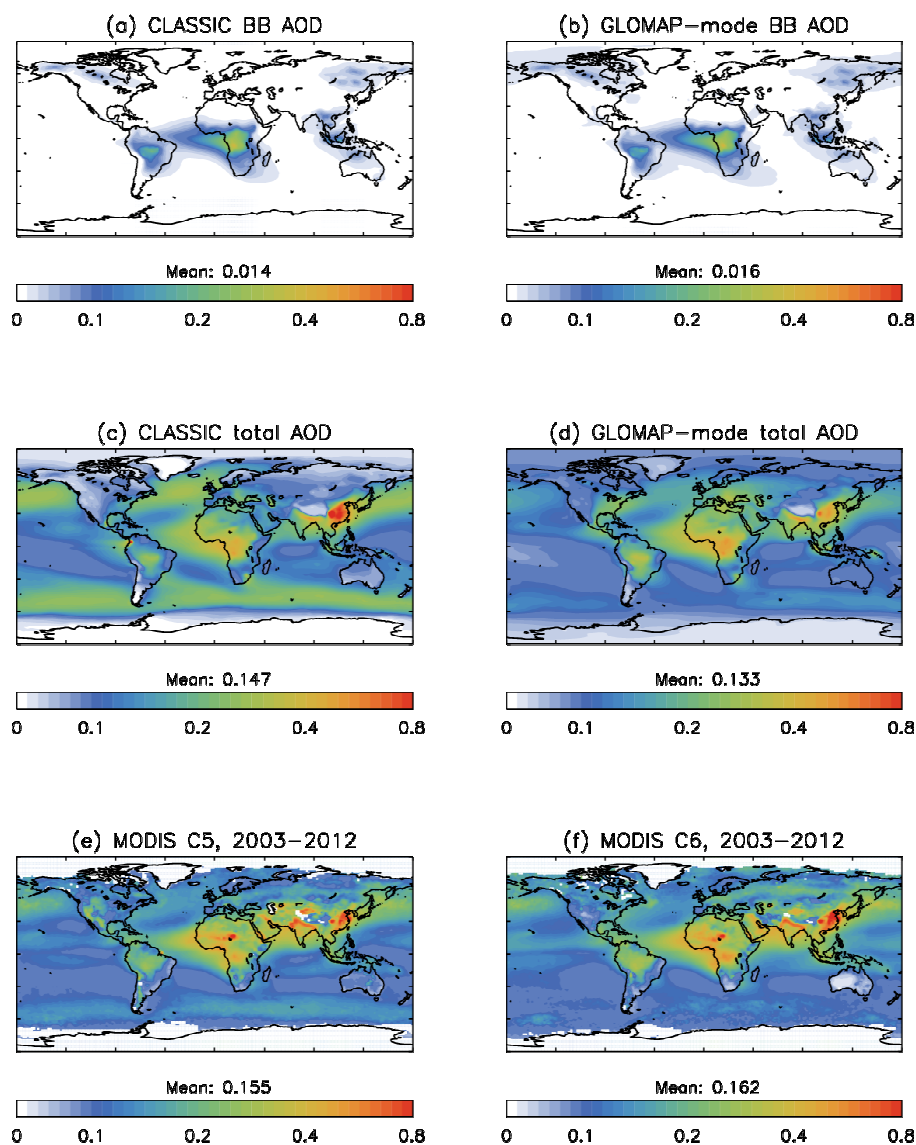 (a) CLASSIC BB AOD
(b) GLOMAP-mode BB AOD
Mean: 0.014
Mean: 0.016
0 0.1 0.2 0.4 0.8
0 0.1 0.2 0.4 0.8
(c) CLASSIC total AOD
(d) GLOMAP-mode total AOD
Mean: 0.147
Mean: 0.133
0 0.1 0.2 0.4 0.8
0 0.1 0.2 0.4 0.8
(e) MODIS C5, 2003-2012
(f) MODIS C6, 2003-2012
Mean: 0.155
Mean: 0.162
0 0.1 0.2 0.4 0.8
0 0.1 0.2 0.4 0.8